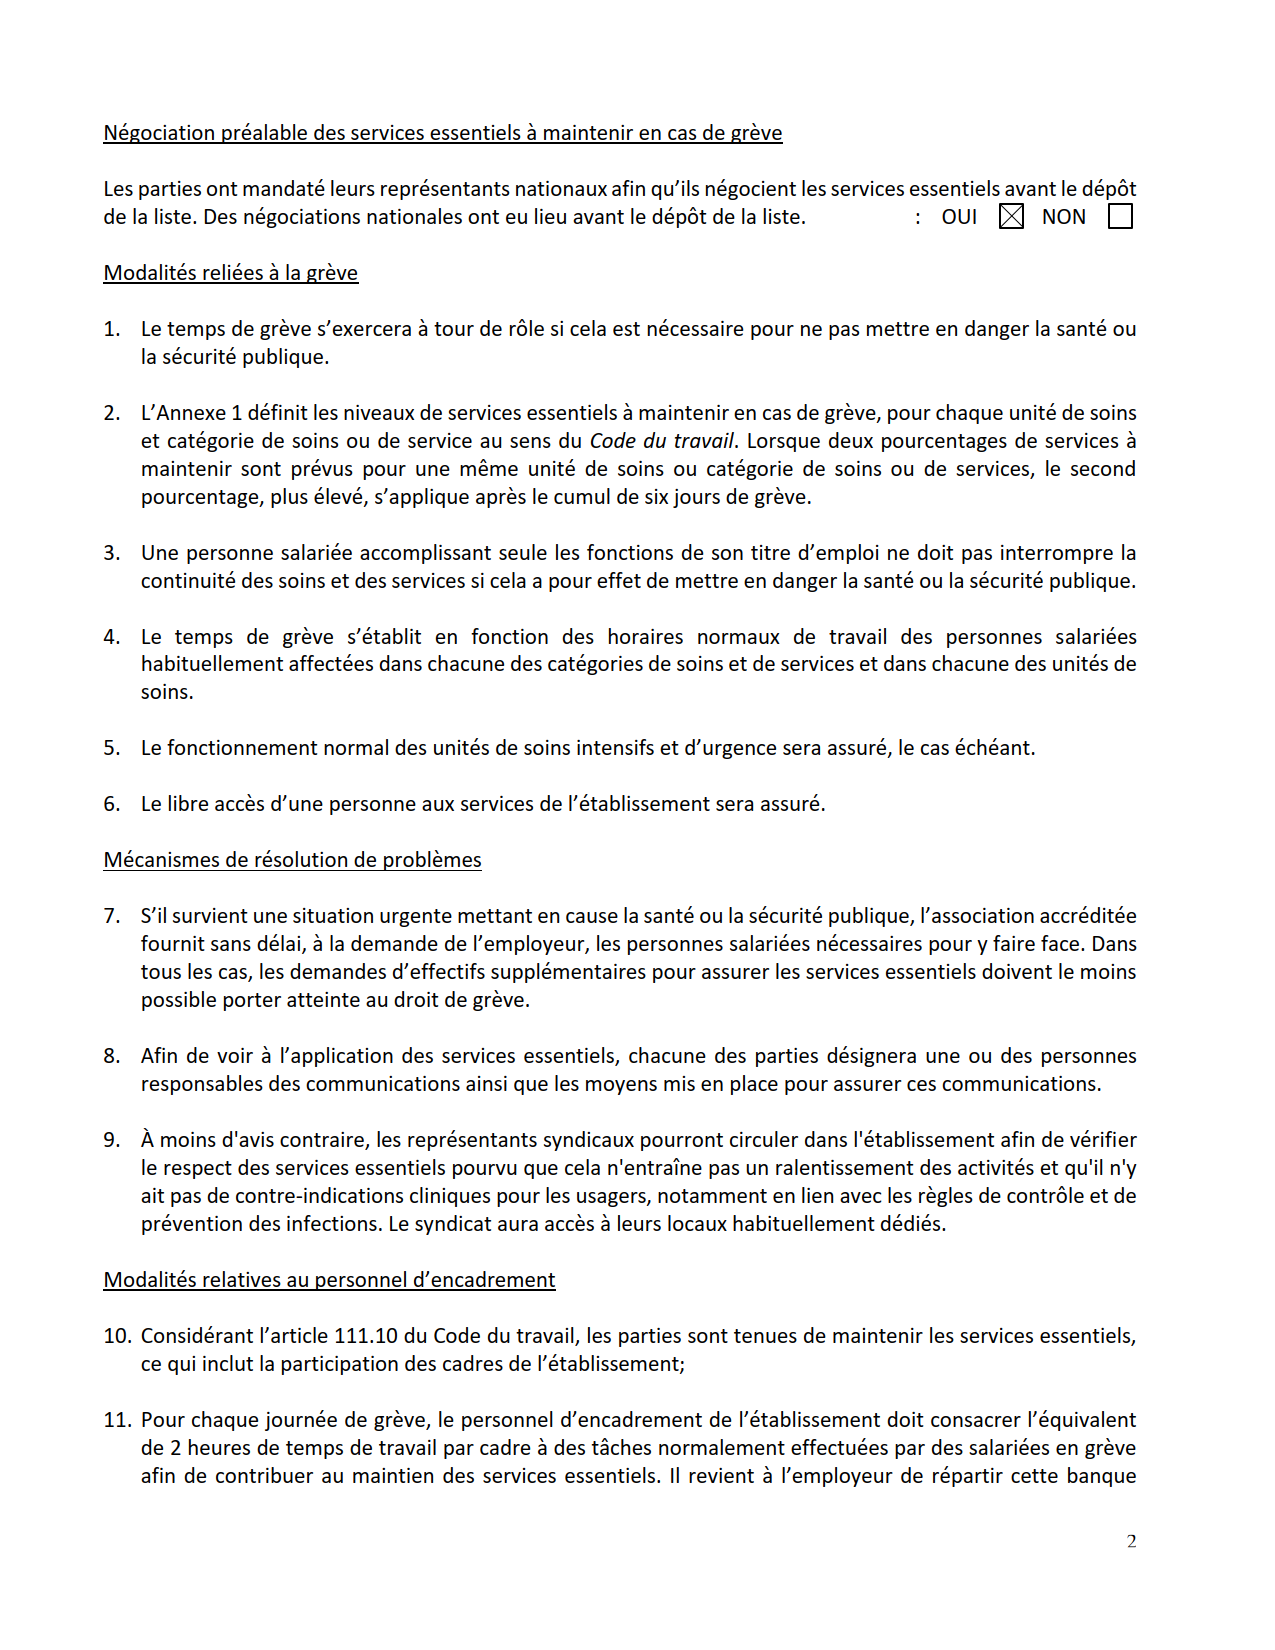 Négociation préalable des services essentiels à maintenir en cas de grève
Les parties ont mandaté leurs représentants nationaux afin qu’ils négocient les services essentiels avant le dépôt
de la liste. Des négociations nationales ont eu lieu avant le dépôt de la liste. : OUI ☒ NON ☐
Modalités reliées à la grève
1. Le temps de grève s’exercera à tour de rôle si cela est nécessaire pour ne pas mettre en danger la santé ou
la sécurité publique.
2. L’Annexe 1 définit les niveaux de services essentiels à maintenir en cas de grève, pour chaque unité de soins
et catégorie de soins ou de service au sens du Code du travail. Lorsque deux pourcentages de services à
maintenir sont prévus pour une même unité de soins ou catégorie de soins ou de services, le second
pourcentage, plus élevé, s’applique après le cumul de six jours de grève.
3. Une personne salariée accomplissant seule les fonctions de son titre d’emploi ne doit pas interrompre la
continuité des soins et des services si cela a pour effet de mettre en danger la santé ou la sécurité publique.
4. Le temps de grève s’établit en fonction des horaires normaux de travail des personnes salariées
habituellement affectées dans chacune des catégories de soins et de services et dans chacune des unités de
soins.
5. Le fonctionnement normal des unités de soins intensifs et d’urgence sera assuré, le cas échéant.
6. Le libre accès d’une personne aux services de l’établissement sera assuré.
Mécanismes de résolution de problèmes
7. S’il survient une situation urgente mettant en cause la santé ou la sécurité publique, l’association accréditée
fournit sans délai, à la demande de l’employeur, les personnes salariées nécessaires pour y faire face. Dans
tous les cas, les demandes d’effectifs supplémentaires pour assurer les services essentiels doivent le moins
possible porter atteinte au droit de grève.
8. Afin de voir à l’application des services essentiels, chacune des parties désignera une ou des personnes
responsables des communications ainsi que les moyens mis en place pour assurer ces communications.
9. À moins d'avis contraire, les représentants syndicaux pourront circuler dans l'établissement afin de vérifier
le respect des services essentiels pourvu que cela n'entraîne pas un ralentissement des activités et qu'il n'y
ait pas de contre-indications cliniques pour les usagers, notamment en lien avec les règles de contrôle et de
prévention des infections. Le syndicat aura accès à leurs locaux habituellement dédiés.
Modalités relatives au personnel d’encadrement
10. Considérant l’article 111.10 du Code du travail, les parties sont tenues de maintenir les services essentiels,
ce qui inclut la participation des cadres de l’établissement;
11. Pour chaque journée de grève, le personnel d’encadrement de l’établissement doit consacrer l’équivalent
de 2 heures de temps de travail par cadre à des tâches normalement effectuées par des salariées en grève
afin de contribuer au maintien des services essentiels. Il revient à l’employeur de répartir cette banque
2